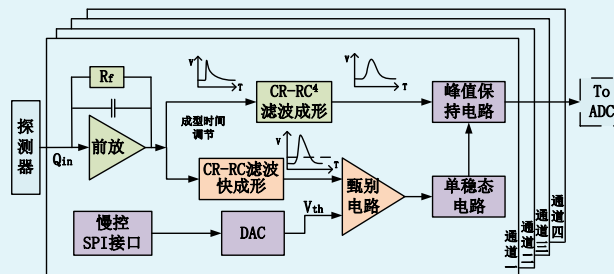 V
T
V
T
Rf
CR-RC⁴
滤波成形
峰值保
持电路
To
ADC
探
测
器
Qin
前放
成型时间
调节
V
T
CR-RC滤波
快成形
甄别
电路
单稳态
电路
慢控
SPI接口
DAC
Vth
通道一
通道二
通道三
通道四